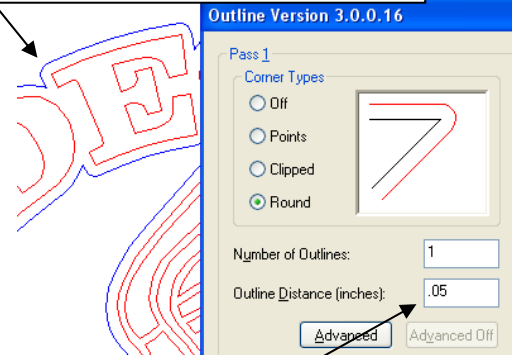 Outline Version 3.0.0.16
Pass 1
Corner Types
Off
Points
Clipped
Round
Number of Outlines: 1
Outline Distance (inches): .05
Advanced Advanced Off
DE